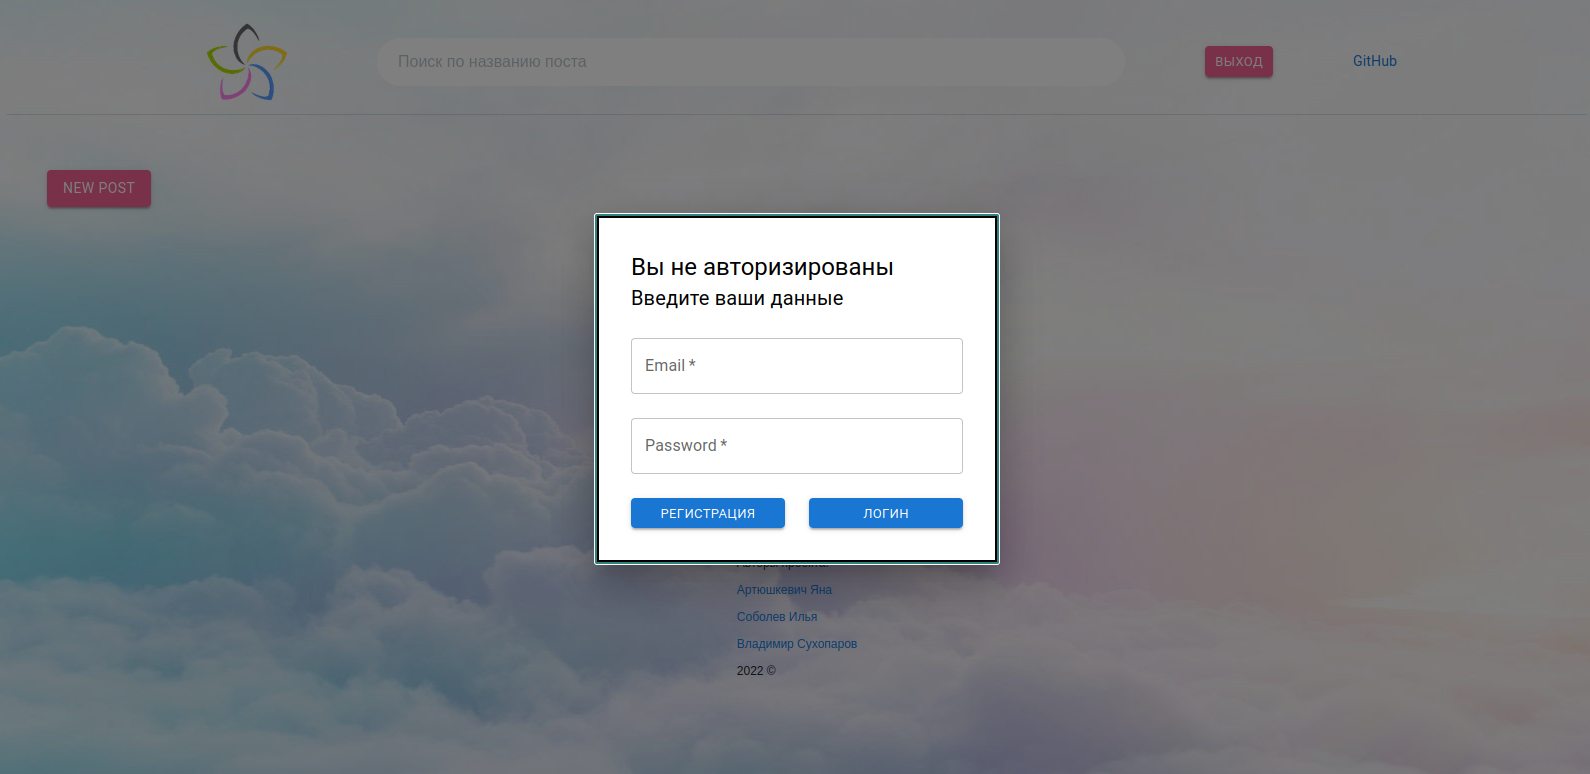 Поиск по названию поста
ВЫХОД
GitHub
NEW POST
Вы не авторизированы
Введите ваши данные
Email *
Password *
РЕГИСТРАЦИЯ
ЛОГИН
Артюшкевич Яна
Соболев Илья
Владимир Сухопаров
2022 ©